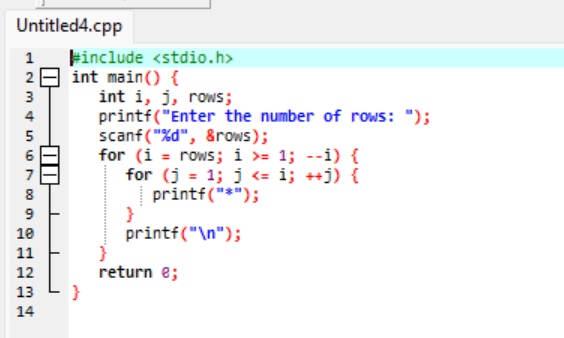 Untitled4.cpp
1 #include <stdio.h>
2 int main() {
3 int i, j, rows;
4 printf("Enter the number of rows: ");
5 scanf("%d", &rows);
6 for (i = rows; i >= 1; --i) {
7 for (j = 1; j <= i; ++j) {
8 printf("*");
9 }
10 printf("\n");
11 }
12 return 0;
13 }
14